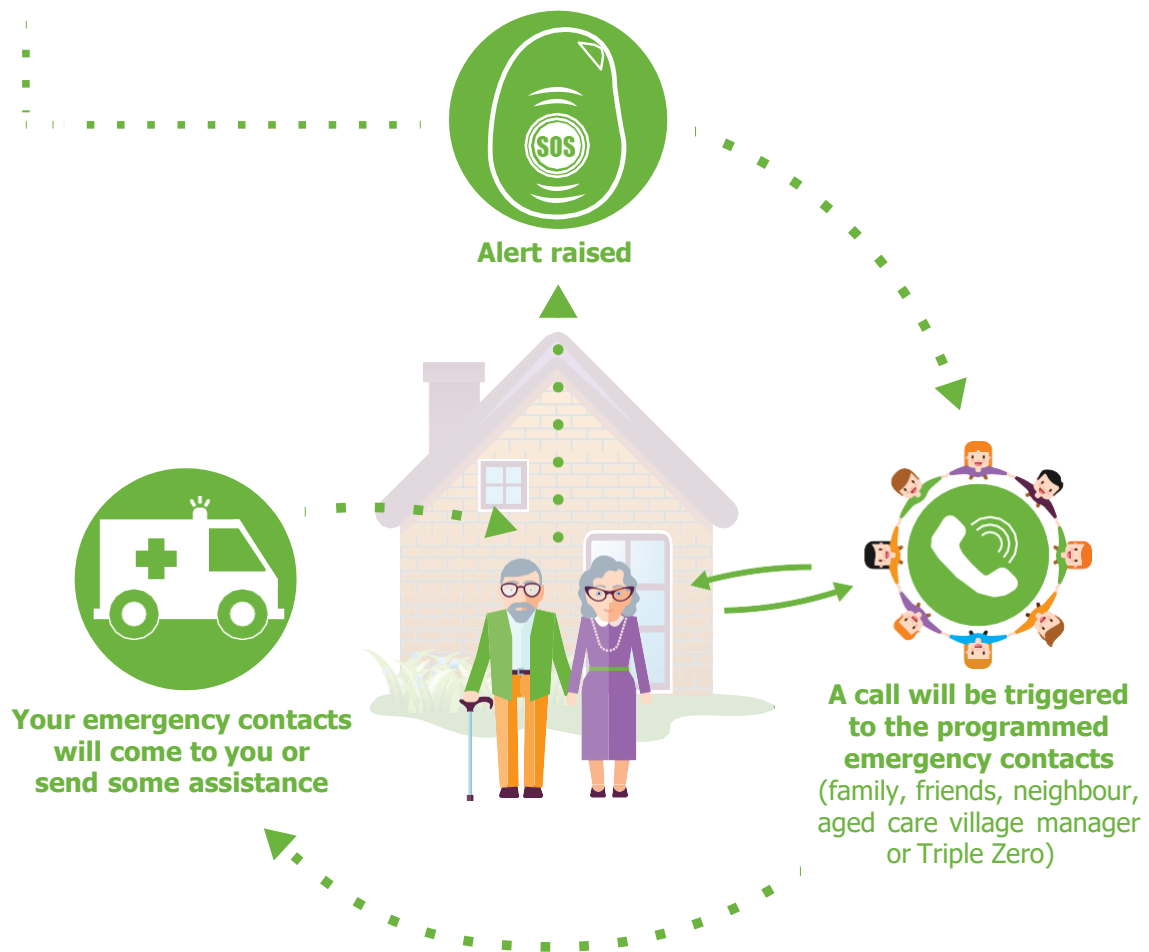 SOS
Alert raised
Your emergency contacts
will come to you or
send some assistance
A call will be triggered
to the programmed
emergency contacts
(family, friends, neighbour,
aged care village manager
or Triple Zero)